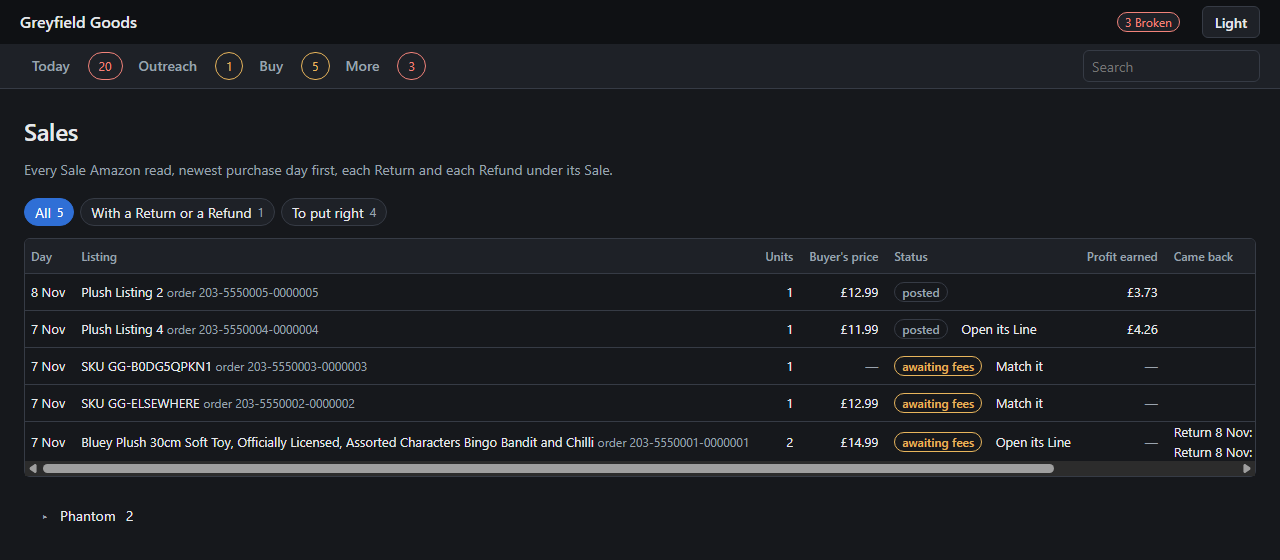 Greyfield Goods
3 Broken
Light
Today 20 Outreach 1 Buy 5 More 3
Search
Sales
Every Sale Amazon read, newest purchase day first, each Return and each Refund under its Sale.
All 5 With a Return or a Refund 1 To put right 4
Day Listing Units Buyer's price Status Profit earned Came back
8 Nov Plush Listing 2 order 203-5550005-0000005 1 £12.99 posted £3.73
7 Nov Plush Listing 4 order 203-5550004-0000004 1 £11.99 posted Open its Line £4.26
7 Nov SKU GG-B0DG5QPKN1 order 203-5550003-0000003 1 — awaiting fees Match it —
7 Nov SKU GG-ELSEWHERE order 203-5550002-0000002 1 £12.99 awaiting fees Match it —
7 Nov Bluey Plush 30cm Soft Toy, Officially Licensed, Assorted Characters Bingo Bandit and Chilli order 203-5550001-0000001 2 £14.99 awaiting fees Open its Line — Return 8 Nov:
Return 8 Nov:
Phantom 2